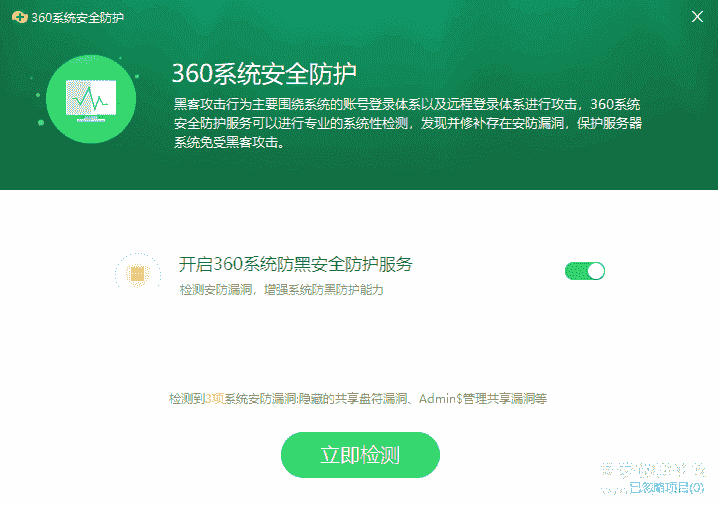 360系统安全防护
360系统安全防护
黑客攻击行为主要围绕系统的账号登录体系以及远程登录体系进行攻击，360系统
安全防护服务可以进行专业的系统性检测，发现并修补存在安防漏洞，保护服务器
系统免受黑客攻击。
开启360系统防黑安全防护服务
检测安防漏洞，增强系统防黑防护能力
检测到3项系统安防漏洞:隐藏的共享盘符漏洞、Admin$管理共享漏洞等
立即检测
已忽略项目(0)